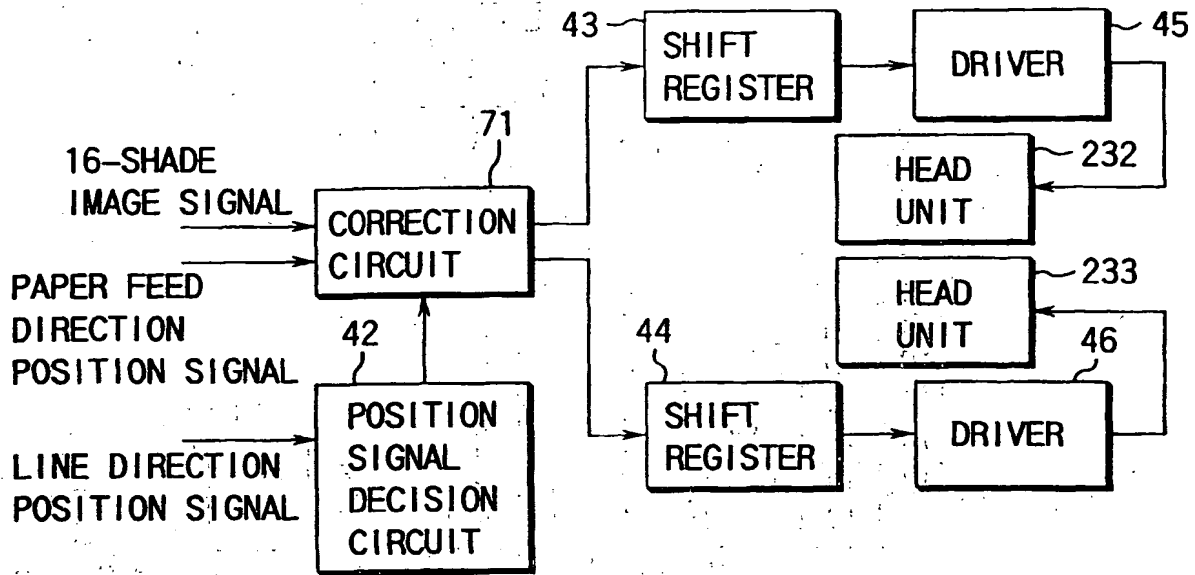 43
SHIFT
REGISTER
45
DRIVER
71
16-SHADE
IMAGE SIGNAL
CORRECTION
CIRCUIT
232
HEAD
UNIT
PAPER FEED
DIRECTION
POSITION SIGNAL
233
HEAD
UNIT
42
POSITION
SIGNAL
DECISION
CIRCUIT
44
SHIFT
REGISTER
46
DRIVER
LINE DIRECTION
POSITION SIGNAL